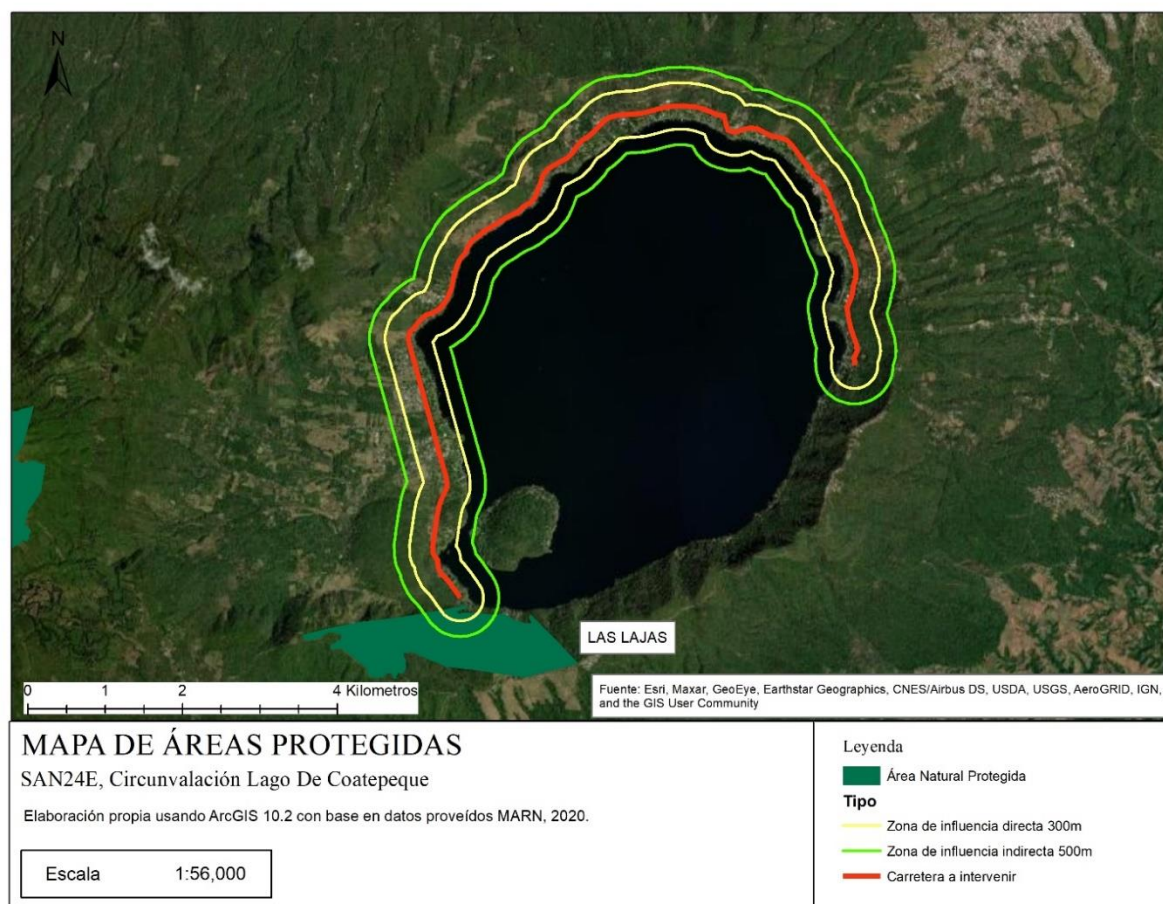 N
LAS LAJAS
0 1 2 4 Kilometros
Fuente: Esri, Maxar, GeoEye, Earthstar Geographics, CNES/Airbus DS, USDA, USGS, AeroGRID, IGN,
and the GIS User Community
MAPA DE ÁREAS PROTEGIDAS
SAN24E, Circunvalación Lago De Coatepeque
Elaboración propia usando ArcGIS 10.2 con base en datos proveídos MARN, 2020.
Escala 1:56,000
Leyenda
Área Natural Protegida
Tipo
Zona de influencia directa 300m
Zona de influencia indirecta 500m
Carretera a intervenir